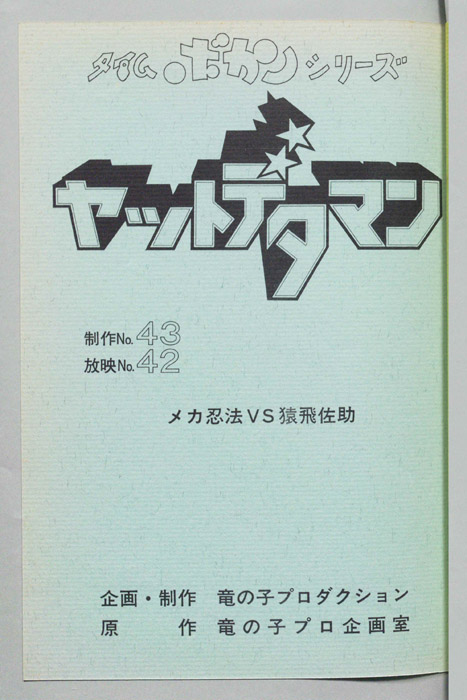 タイムボカンシリーズ
ヤットデタマン
制作No.43
放映No.42
メカ忍法VS猿飛佐助
企画・制作 竜の子プロダクション
原 作 竜の子プロ企画室